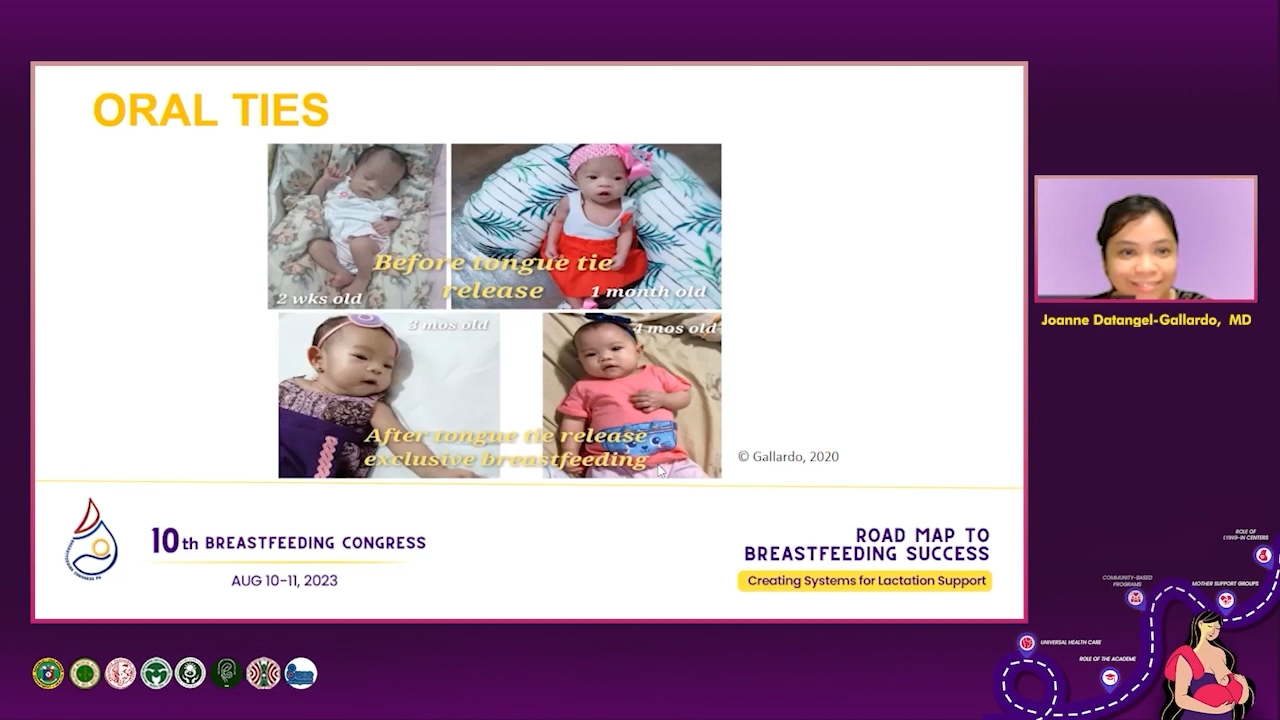 ORAL TIES
Before tongue tie
release
2 wks old
1 month old
3 mos old
4 mos old
After tongue tie release
exclusive breastfeeding
© Gallardo, 2020
Joanne Datangel-Gallardo, MD
10th BREASTFEEDING CONGRESS
AUG 10-11, 2023
ROAD MAP TO
BREASTFEEDING SUCCESS
Creating Systems for Lactation Support
ROLE OF
LYING-IN CENTERS
COMMUNITY-BASED
PROGRAMS
MOTHER SUPPORT GROUPS
UNIVERSAL HEALTH CARE
ROLE OF THE ACADEME